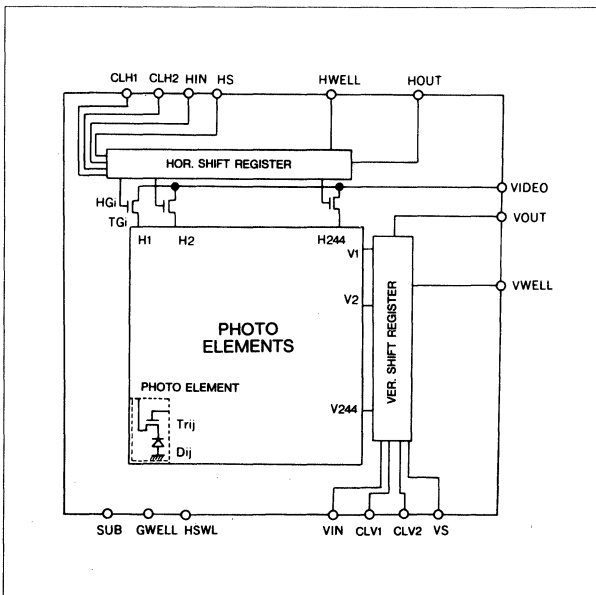 CLH1 CLH2 HIN HS HWELL HOUT
HOR. SHIFT REGISTER
VIDEO
HGi
TGi
VOUT
H1 H2 H244
V1
VWELL
V2
PHOTO
ELEMENTS
VER. SHIFT REGISTER
PHOTO ELEMENT
V244
Trij
Dij
SUB GWELL HSWL VIN CLV1 CLV2 VS